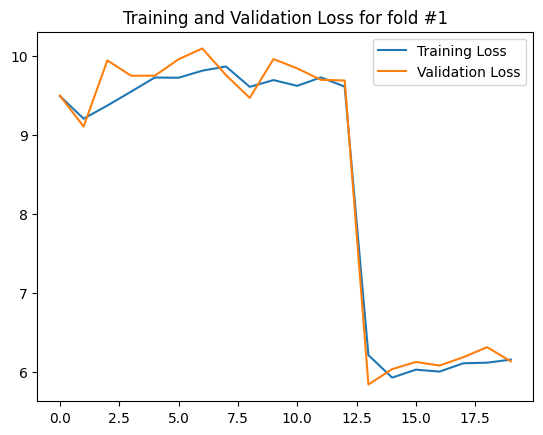 Training and Validation Loss for fold #1
Training Loss
Validation Loss
10
9
8
7
6
0.0 2.5 5.0 7.5 10.0 12.5 15.0 17.5